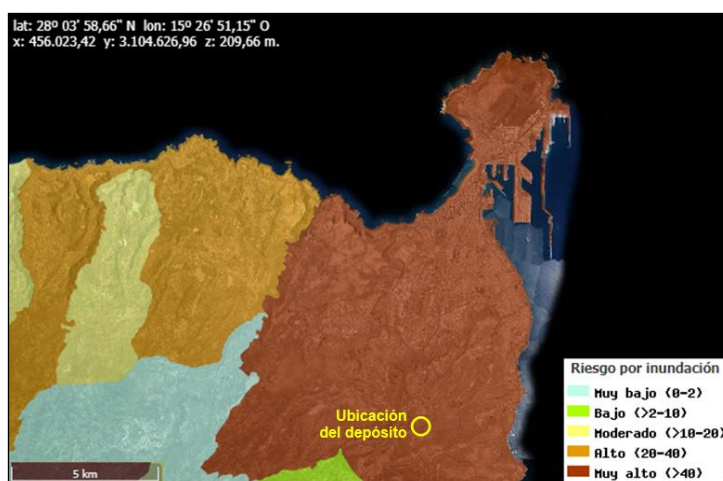 lat: 28º 03' 58,66" N lon: 15º 26' 51,15" O
x: 456.023,42 y: 3.104.626,96 z: 209,66 m.
Ubicación
del depósito
Riesgo por inundación
Muy bajo (0-2)
Bajo (>2-10)
Moderado (>10-20)
Alto (20-40)
Muy alto (>40)
5 km